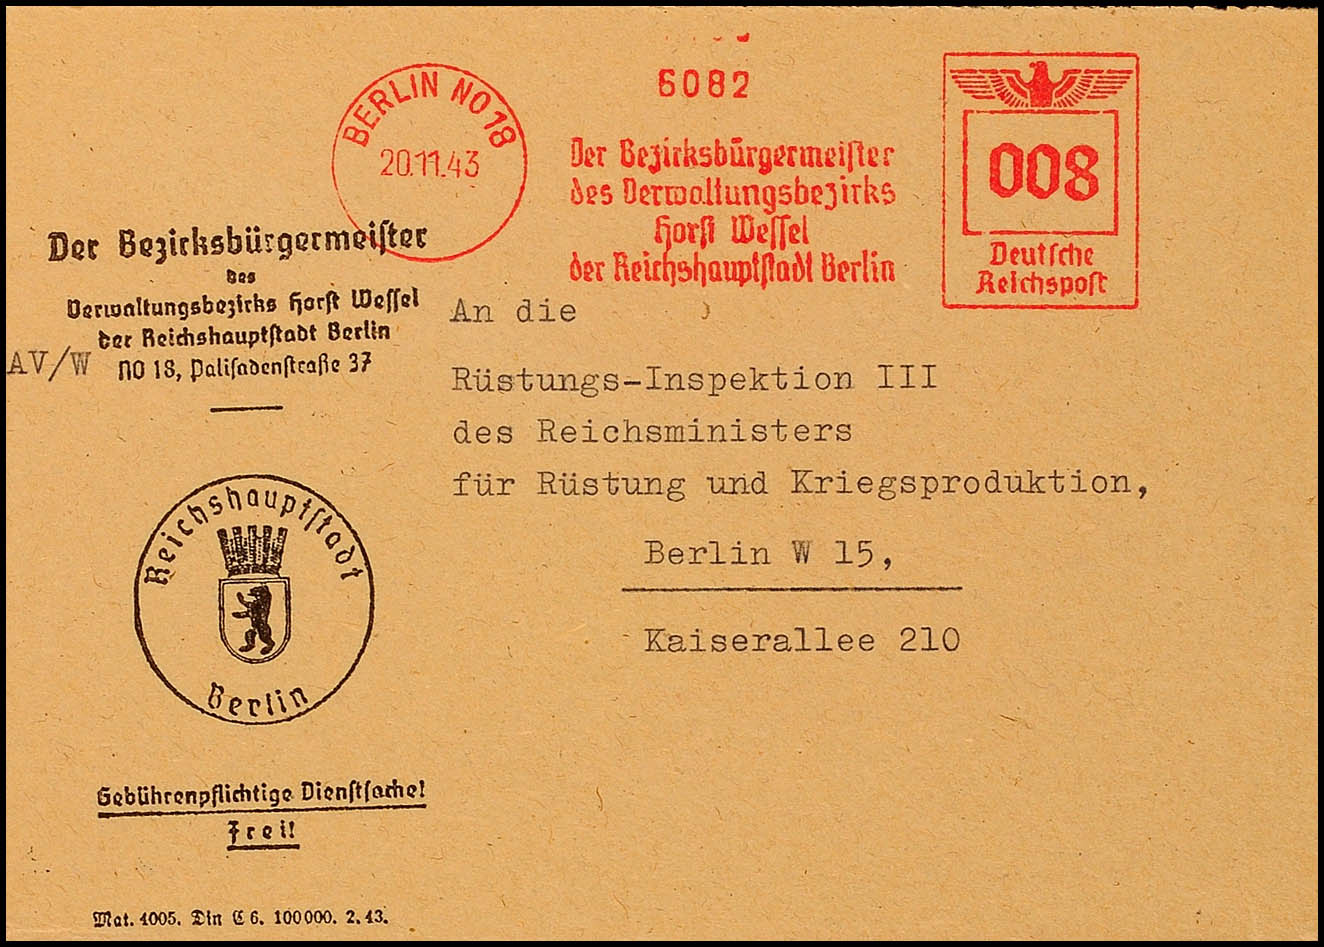 BERLIN NO 18
20.11.43
6082
Der Bezirksbürgermeister
des Verwaltungsbezirks
Horst Wessel
der Reichshauptstadt Berlin
008
Deutsche
Reichspost
Der Bezirksbürgermeister
des
Verwaltungsbezirks Horst Wessel
der Reichshauptstadt Berlin
AV/W NO 18, Palisadenstraße 37
An die
Rüstungs-Inspektion III
des Reichsministers
für Rüstung und Kriegsproduktion,
Berlin W 15,
Kaiserallee 210
Reichshauptstadt
Berlin
Gebührenpflichtige Dienstsache!
Frei!
Mat. 4005. Din C 6. 100000. 2. 43.